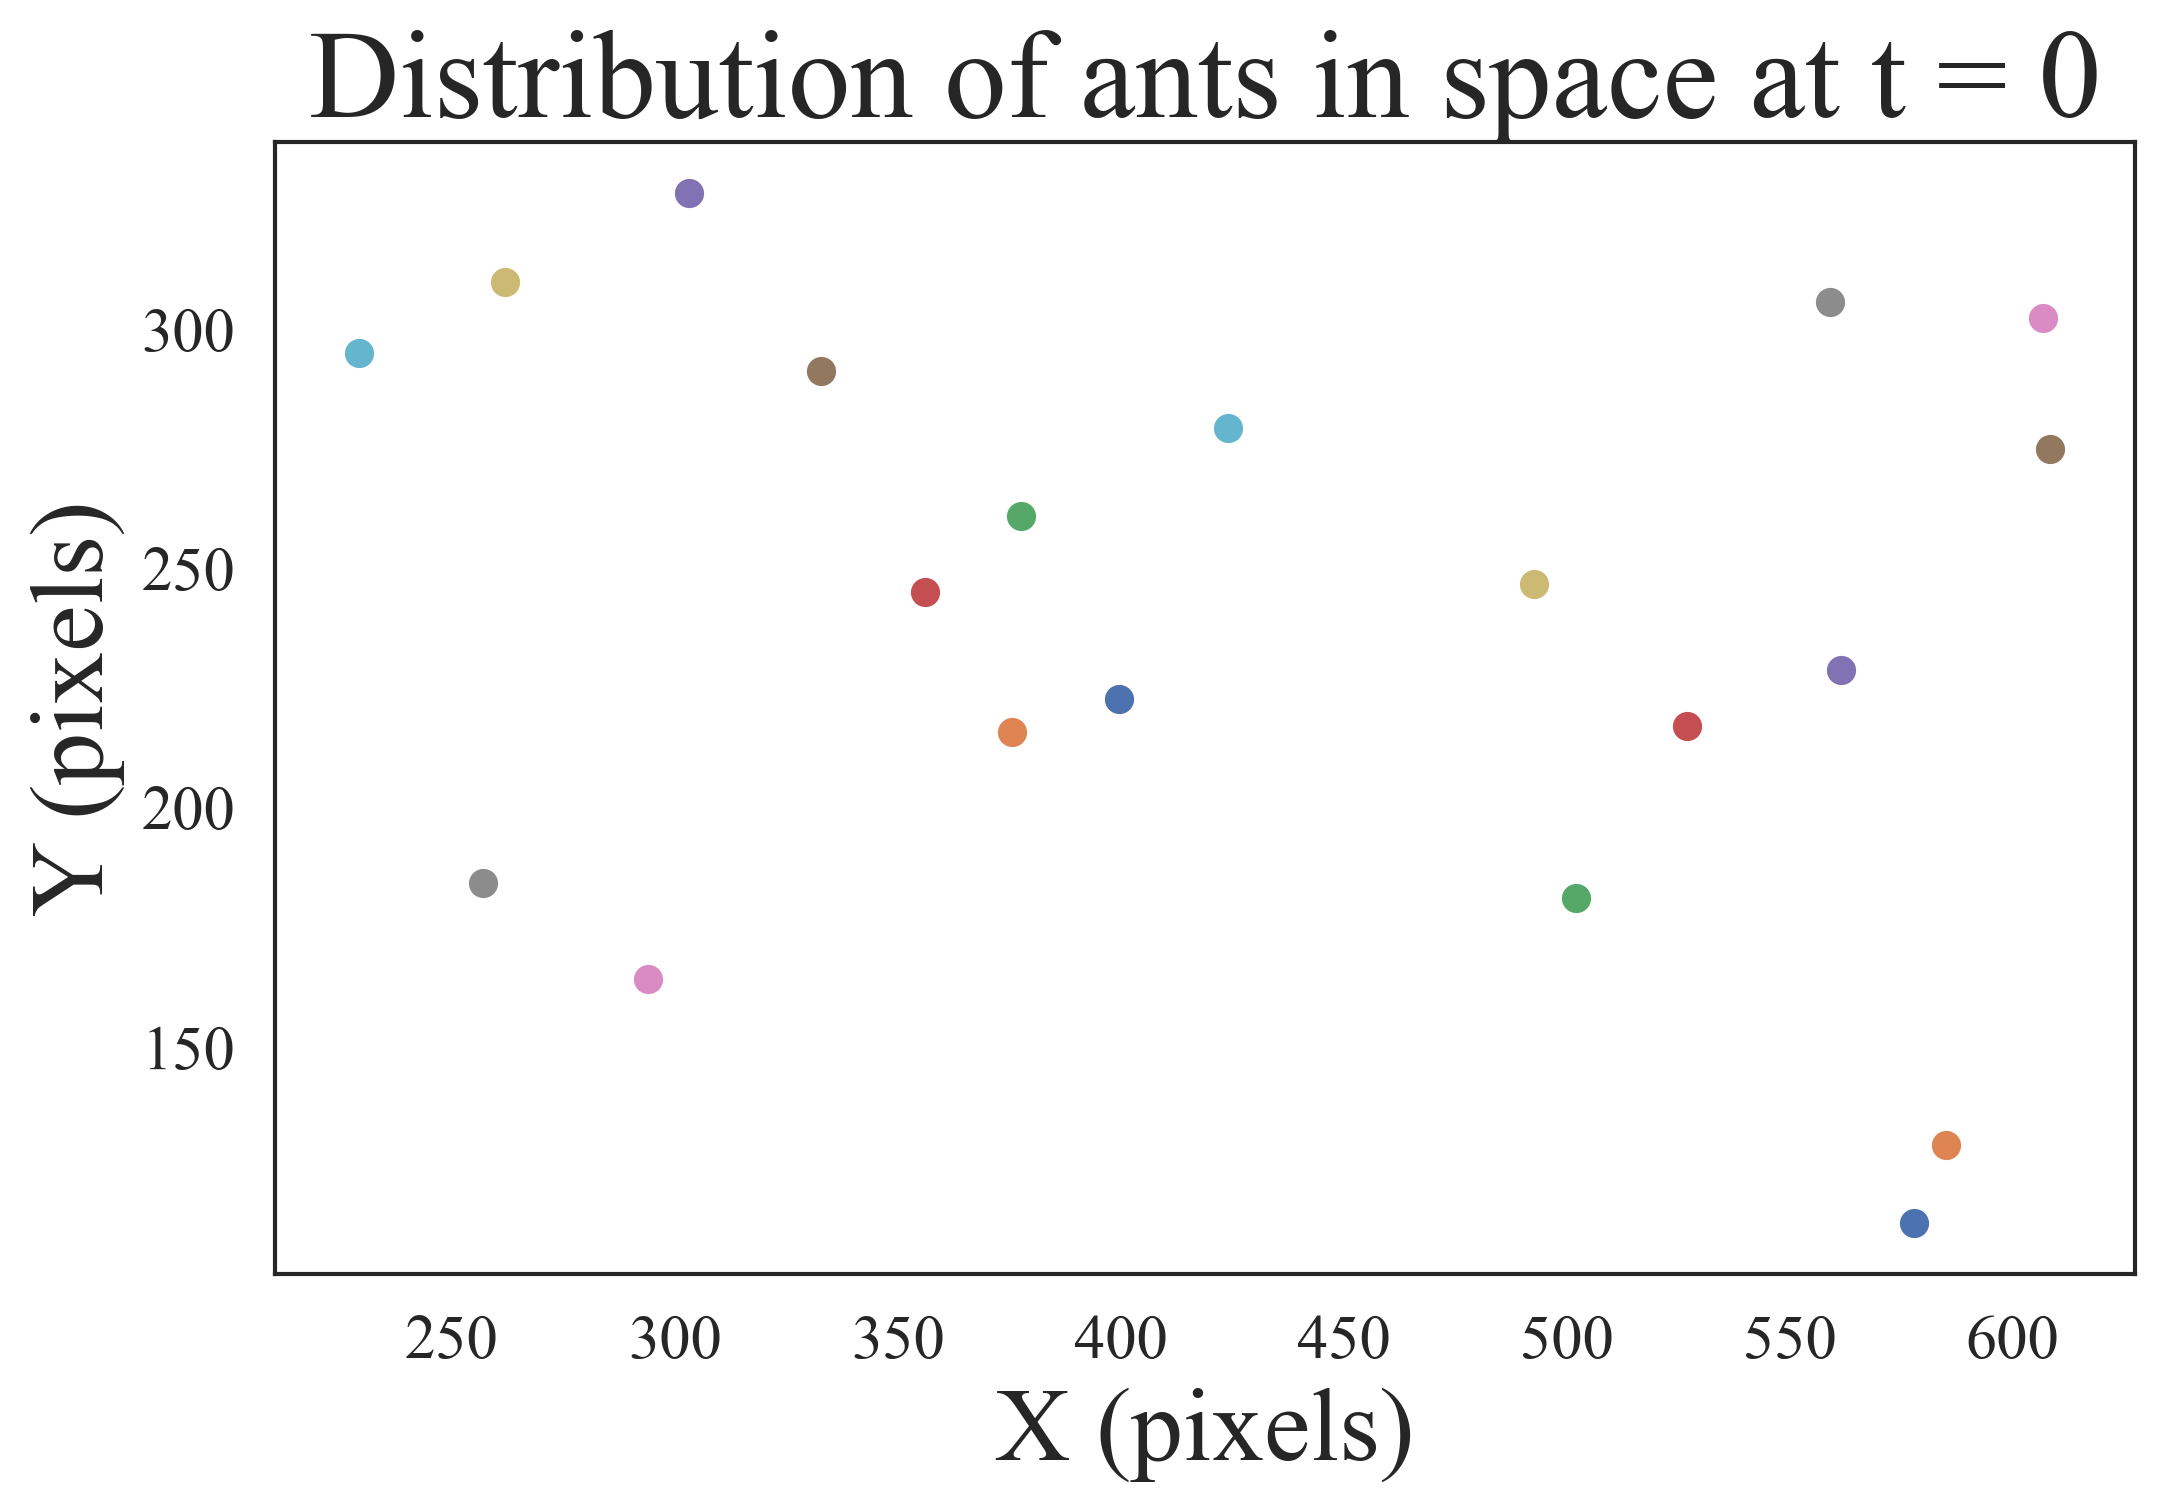 Distribution of ants in space at t = 0
300
250
200
150
Y (pixels)
250 300 350 400 450 500 550 600
X (pixels)